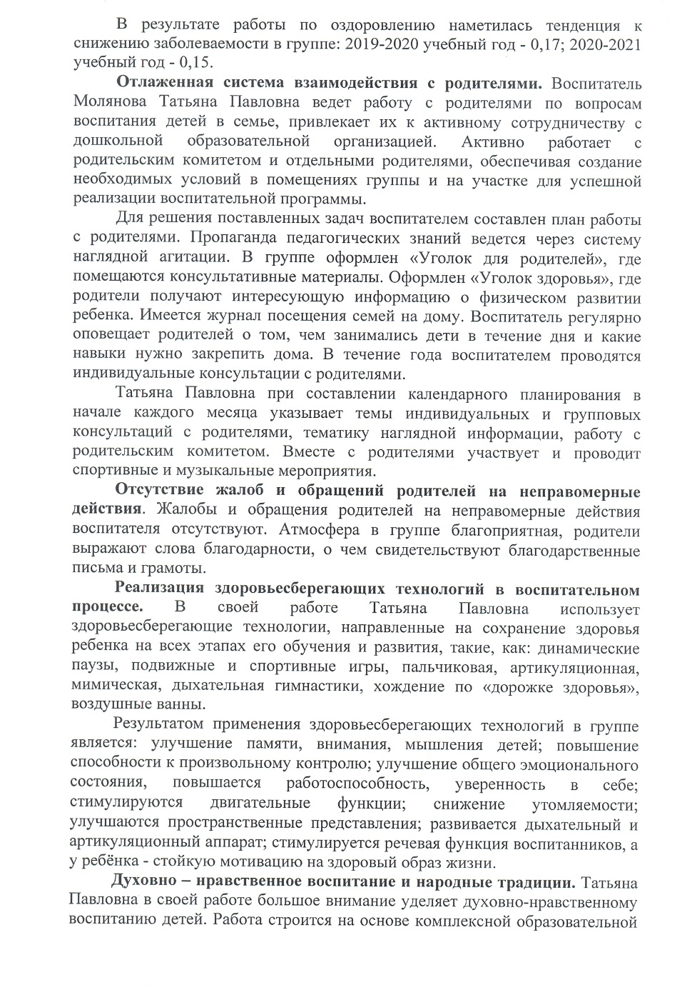 В результате работы по оздоровлению наметилась тенденция к
снижению заболеваемости в группе: 2019-2020 учебный год - 0,17; 2020-2021
учебный год - 0,15.
Отлаженная система взаимодействия с родителями. Воспитатель
Молянова Татьяна Павловна ведет работу с родителями по вопросам
воспитания детей в семье, привлекает их к активному сотрудничеству с
дошкольной образовательной организацией. Активно работает с
родительским комитетом и отдельными родителями, обеспечивая создание
необходимых условий в помещениях группы и на участке для успешной
реализации воспитательной программы.
Для решения поставленных задач воспитателем составлен план работы
с родителями. Пропаганда педагогических знаний ведется через систему
наглядной агитации. В группе оформлен «Уголок для родителей», где
помещаются консультативные материалы. Оформлен «Уголок здоровья», где
родители получают интересующую информацию о физическом развитии
ребенка. Имеется журнал посещения семей на дому. Воспитатель регулярно
оповещает родителей о том, чем занимались дети в течение дня и какие
навыки нужно закрепить дома. В течение года воспитателем проводятся
индивидуальные консультации с родителями.
Татьяна Павловна при составлении календарного планирования в
начале каждого месяца указывает темы индивидуальных и групповых
консультаций с родителями, тематику наглядной информации, работу с
родительским комитетом. Вместе с родителями участвует и проводит
спортивные и музыкальные мероприятия.
Отсутствие жалоб и обращений родителей на неправомерные
действия. Жалобы и обращения родителей на неправомерные действия
воспитателя отсутствуют. Атмосфера в группе благоприятная, родители
выражают слова благодарности, о чем свидетельствуют благодарственные
письма и грамоты.
Реализация здоровьесберегающих технологий в воспитательном
процессе. В своей работе Татьяна Павловна использует
здоровьесберегающие технологии, направленные на сохранение здоровья
ребенка на всех этапах его обучения и развития, такие, как: динамические
паузы, подвижные и спортивные игры, пальчиковая, артикуляционная,
мимическая, дыхательная гимнастики, хождение по «дорожке здоровья»,
воздушные ванны.
Результатом применения здоровьесберегающих технологий в группе
является: улучшение памяти, внимания, мышления детей; повышение
способности к произвольному контролю; улучшение общего эмоционального
состояния, повышается работоспособность, уверенность в себе;
стимулируются двигательные функции; снижение утомляемости;
улучшаются пространственные представления; развивается дыхательный и
артикуляционный аппарат; стимулируется речевая функция воспитанников, а
у ребёнка - стойкую мотивацию на здоровый образ жизни.
Духовно – нравственное воспитание и народные традиции. Татьяна
Павловна в своей работе большое внимание уделяет духовно-нравственному
воспитанию детей. Работа строится на основе комплексной образовательной